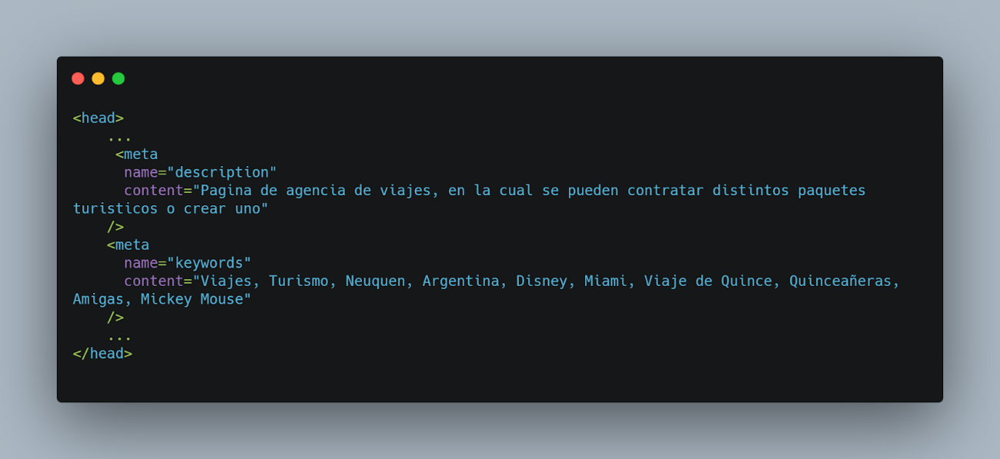 <head>
    ...
     <meta
      name="description"
      content="Pagina de agencia de viajes, en la cual se pueden contratar distintos paquetes
turisticos o crear uno"
    />
    <meta
      name="keywords"
      content="Viajes, Turismo, Neuquen, Argentina, Disney, Miami, Viaje de Quince, Quinceañeras,
Amigas, Mickey Mouse"
    />
    ...
</head>